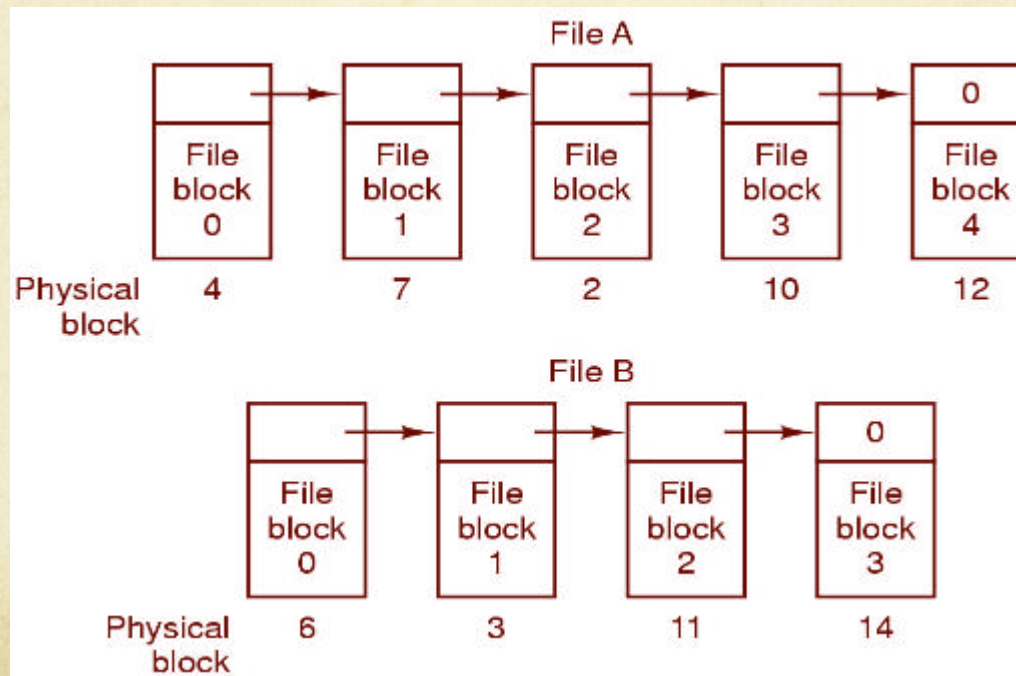 File A
0
File File File File File
block block block block block
0 1 2 3 4
Physical 4 7 2 10 12
block
File B
0
File File File File
block block block block
0 1 2 3
Physical 6 3 11 14
block